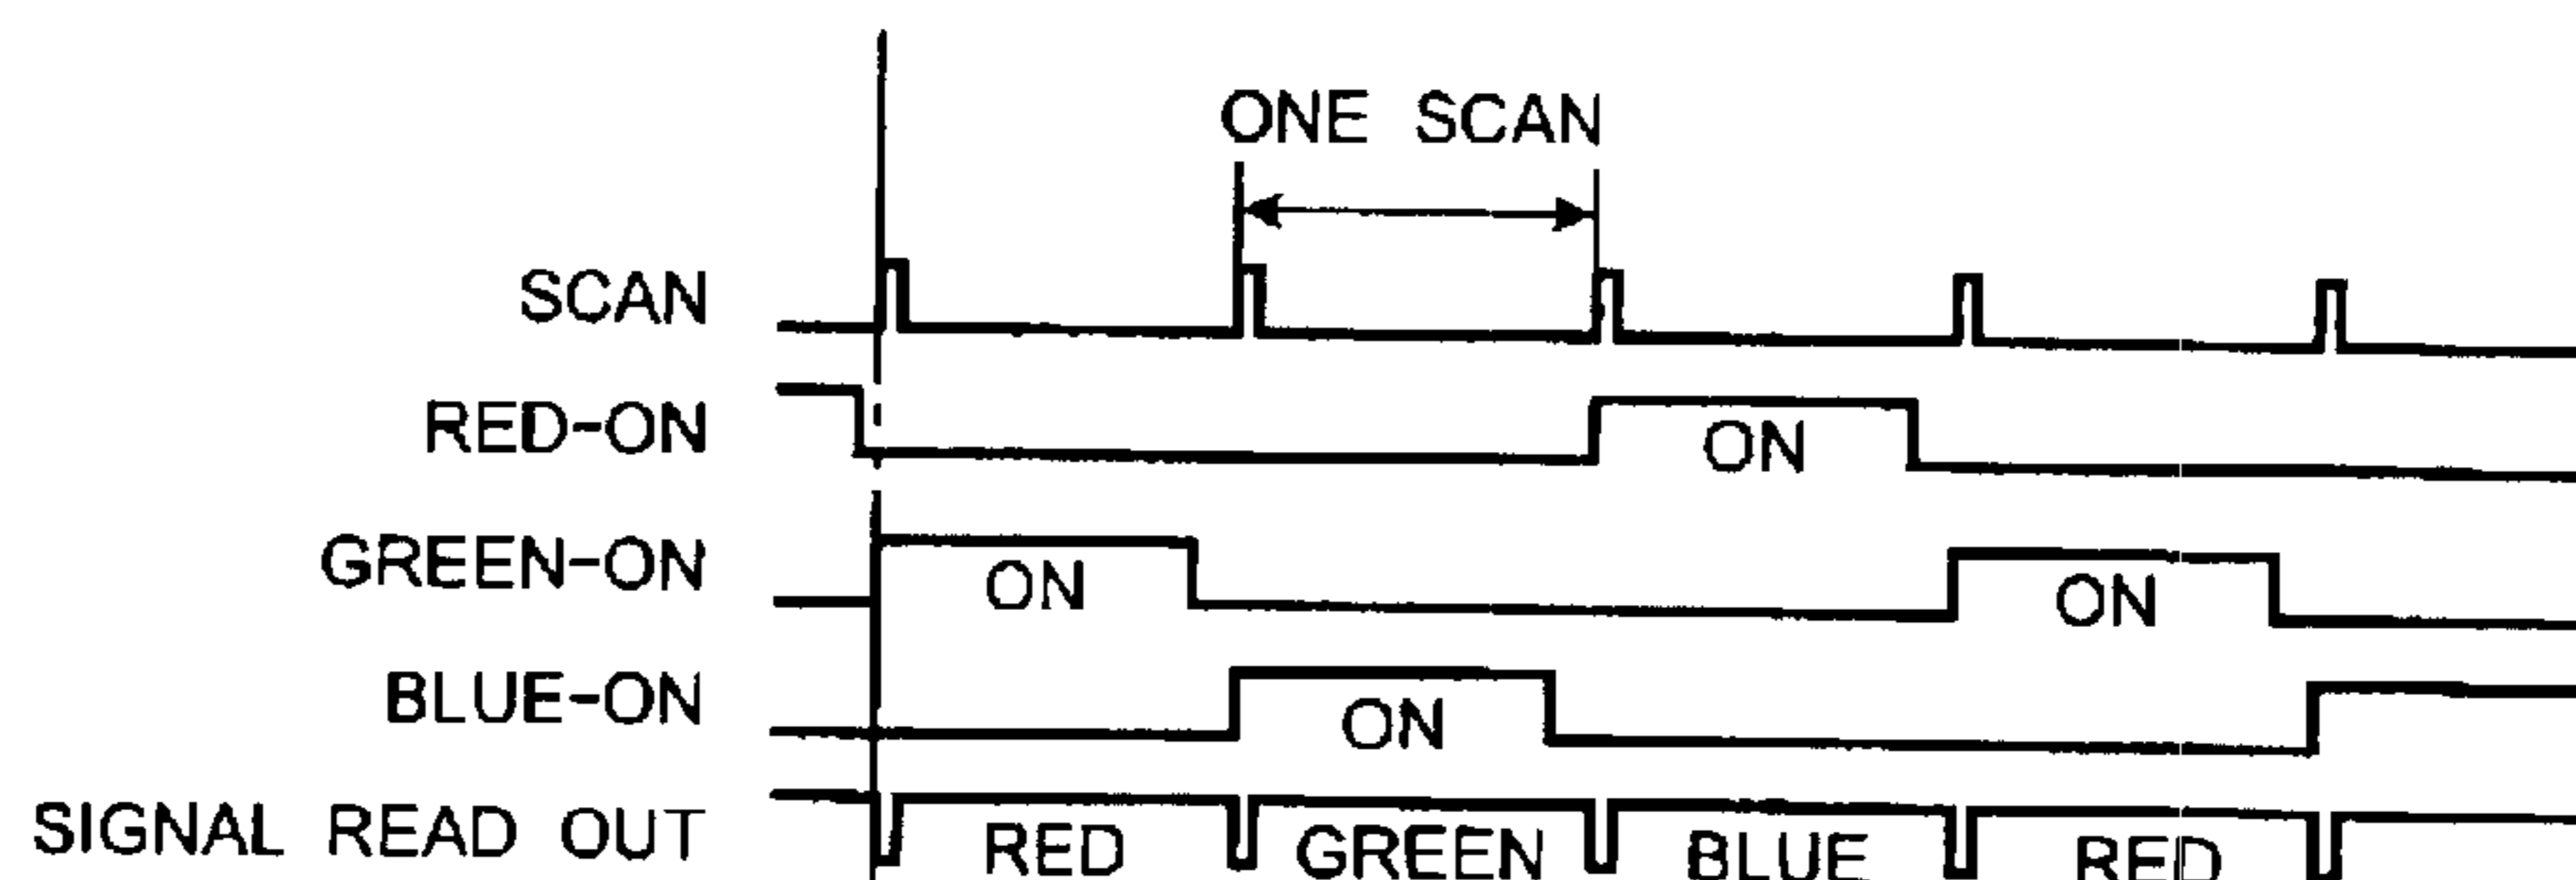 ONE SCAN
SCAN
RED-ON
ON
GREEN-ON
ON
ON
BLUE-ON
ON
SIGNAL READ OUT
RED
GREEN
BLUE
RED